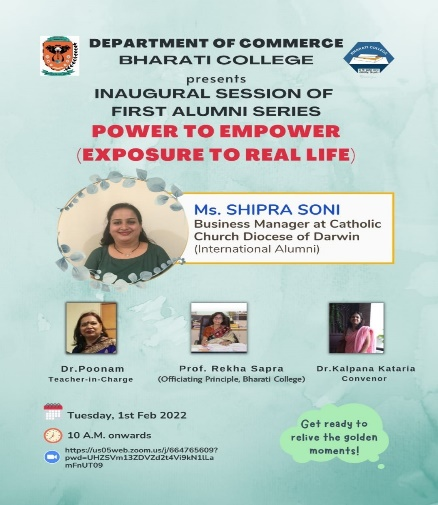 DEPARTMENT OF COMMERCE
BHARATI COLLEGE
presents
INAUGURAL SESSION OF
FIRST ALUMNI SERIES
POWER TO EMPOWER
(EXPOSURE TO REAL LIFE)
Ms. SHIPRA SONI
Business Manager at Catholic
Church Diocese of Darwin
(International Alumni)
Dr.Poonam
Teacher-in-Charge
Prof. Rekha Sapra
(Officiating Principle, Bharati College)
Dr.Kalpana Kataria
Convenor
Tuesday, 1st Feb 2022
10 A.M. onwards
https://us05web.zoom.us/j/664765609?
pwd=UHZSVm13ZDVZd2t4Vi9kN1lLa
mFnUT09
Get ready to
relive the golden
moments!